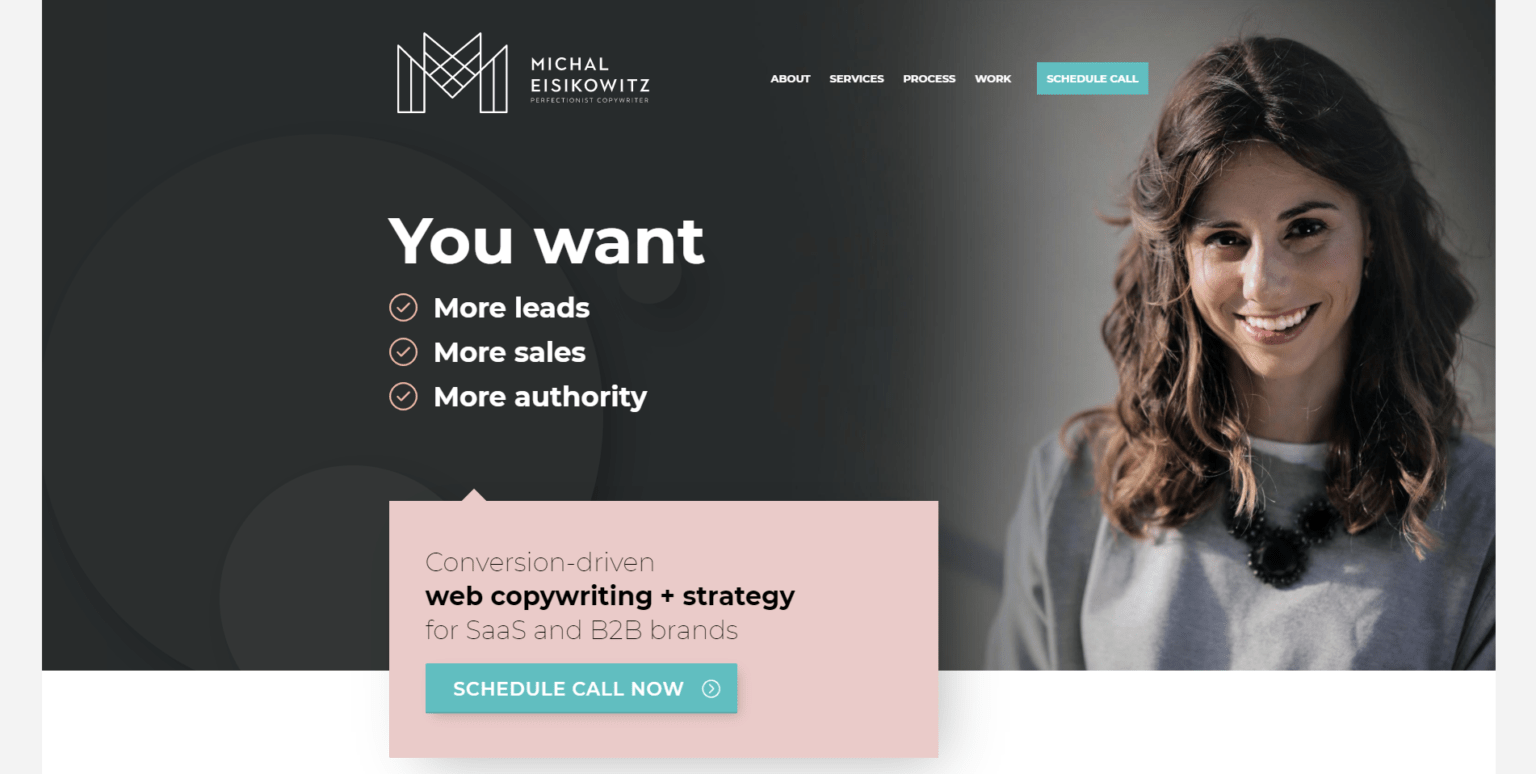 MICHAL
EISIKOWITZ
PERFECTIONIST COPYWRITER
ABOUT SERVICES PROCESS WORK SCHEDULE CALL
You want
More leads
More sales
More authority
Conversion-driven
web copywriting + strategy
for SaaS and B2B brands
SCHEDULE CALL NOW